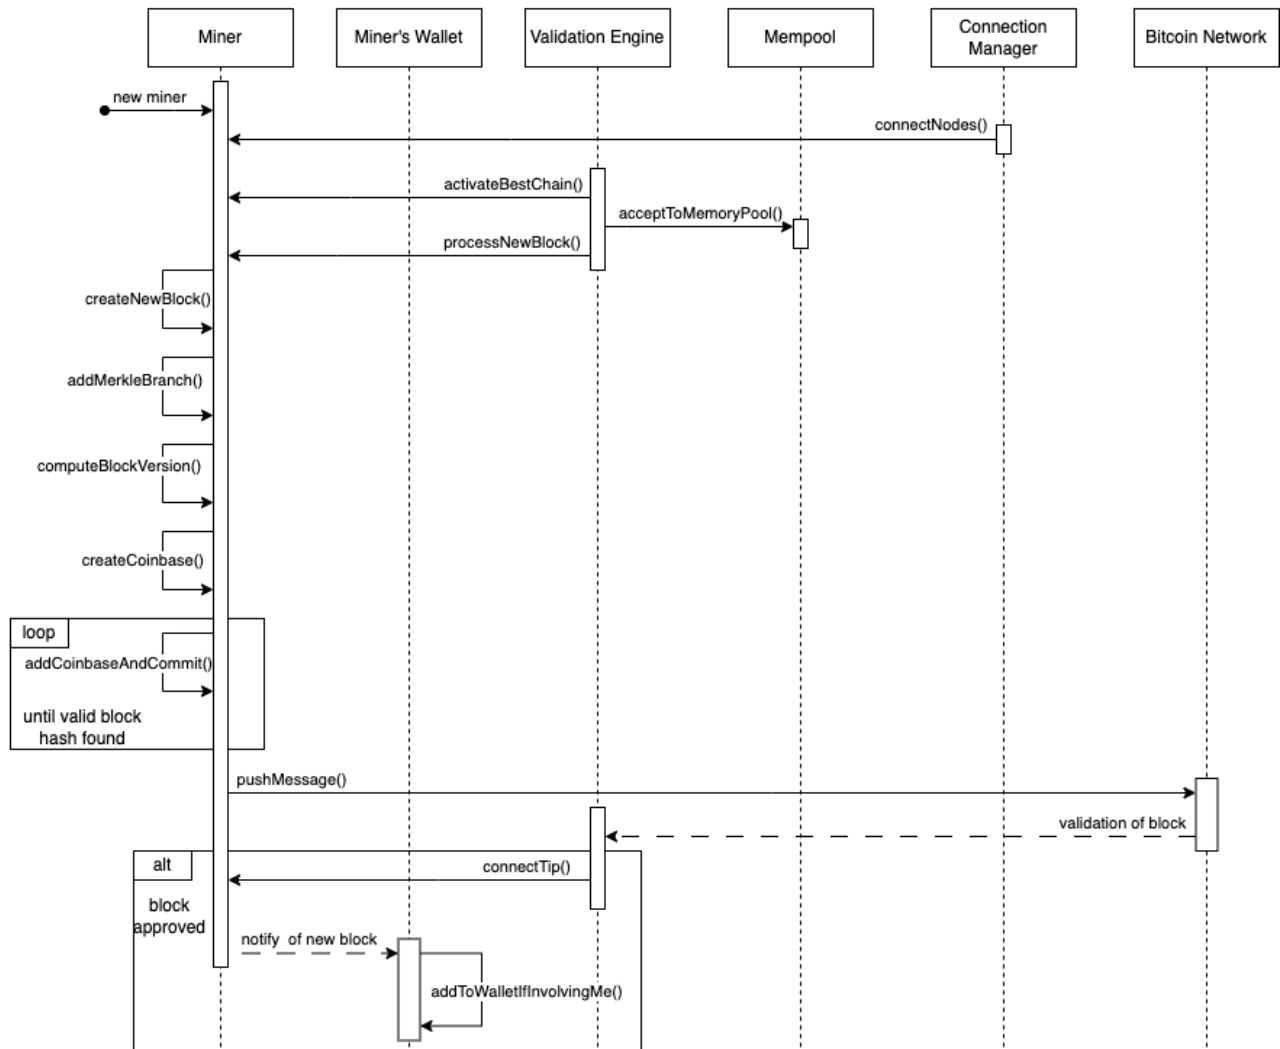 Miner
Miner's Wallet
Validation Engine
Mempool
Connection
Manager
Bitcoin Network
new miner
connectNodes()
activateBestChain()
acceptToMemoryPool()
processNewBlock()
createNewBlock()
addMerkleBranch()
computeBlockVersion()
createCoinbase()
loop
addCoinbaseAndCommit()
until valid block
hash found
pushMessage()
validation of block
alt
connectTip()
block
approved
notify of new block
addToWalletIfInvolvingMe()